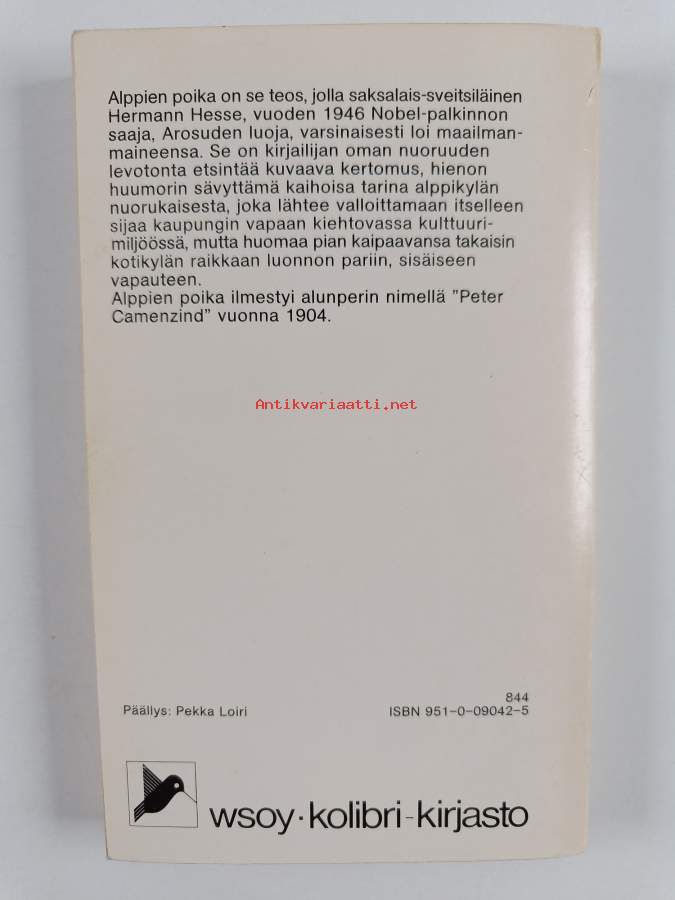 Alppien poika on se teos, jolla saksalais-sveitsiläinen
Hermann Hesse, vuoden 1946 Nobel-palkinnon
saaja, Arosuden luoja, varsinaisesti loi maailman-
maineensa. Se on kirjailijan oman nuoruuden
levotonta etsintää kuvaava kertomus, hienon
huumorin sävyttämä kaihoisa tarina alppikylän
nuorukaisesta, joka lähtee valloittamaan itselleen
sijaa kaupungin vapaan kiehtovassa kulttuuri-
miljöössä, mutta huomaa pian kaipaavansa takaisin
kotikylän raikkaan luonnon pariin, sisäiseen
vapauteen.
Alppien poika ilmestyi alunperin nimellä ”Peter
Camenzind” vuonna 1904.
Antikvariaatti.net
844
Päällys: Pekka Loiri ISBN 951-0-09042-5
wsoy·kolibri-kirjasto